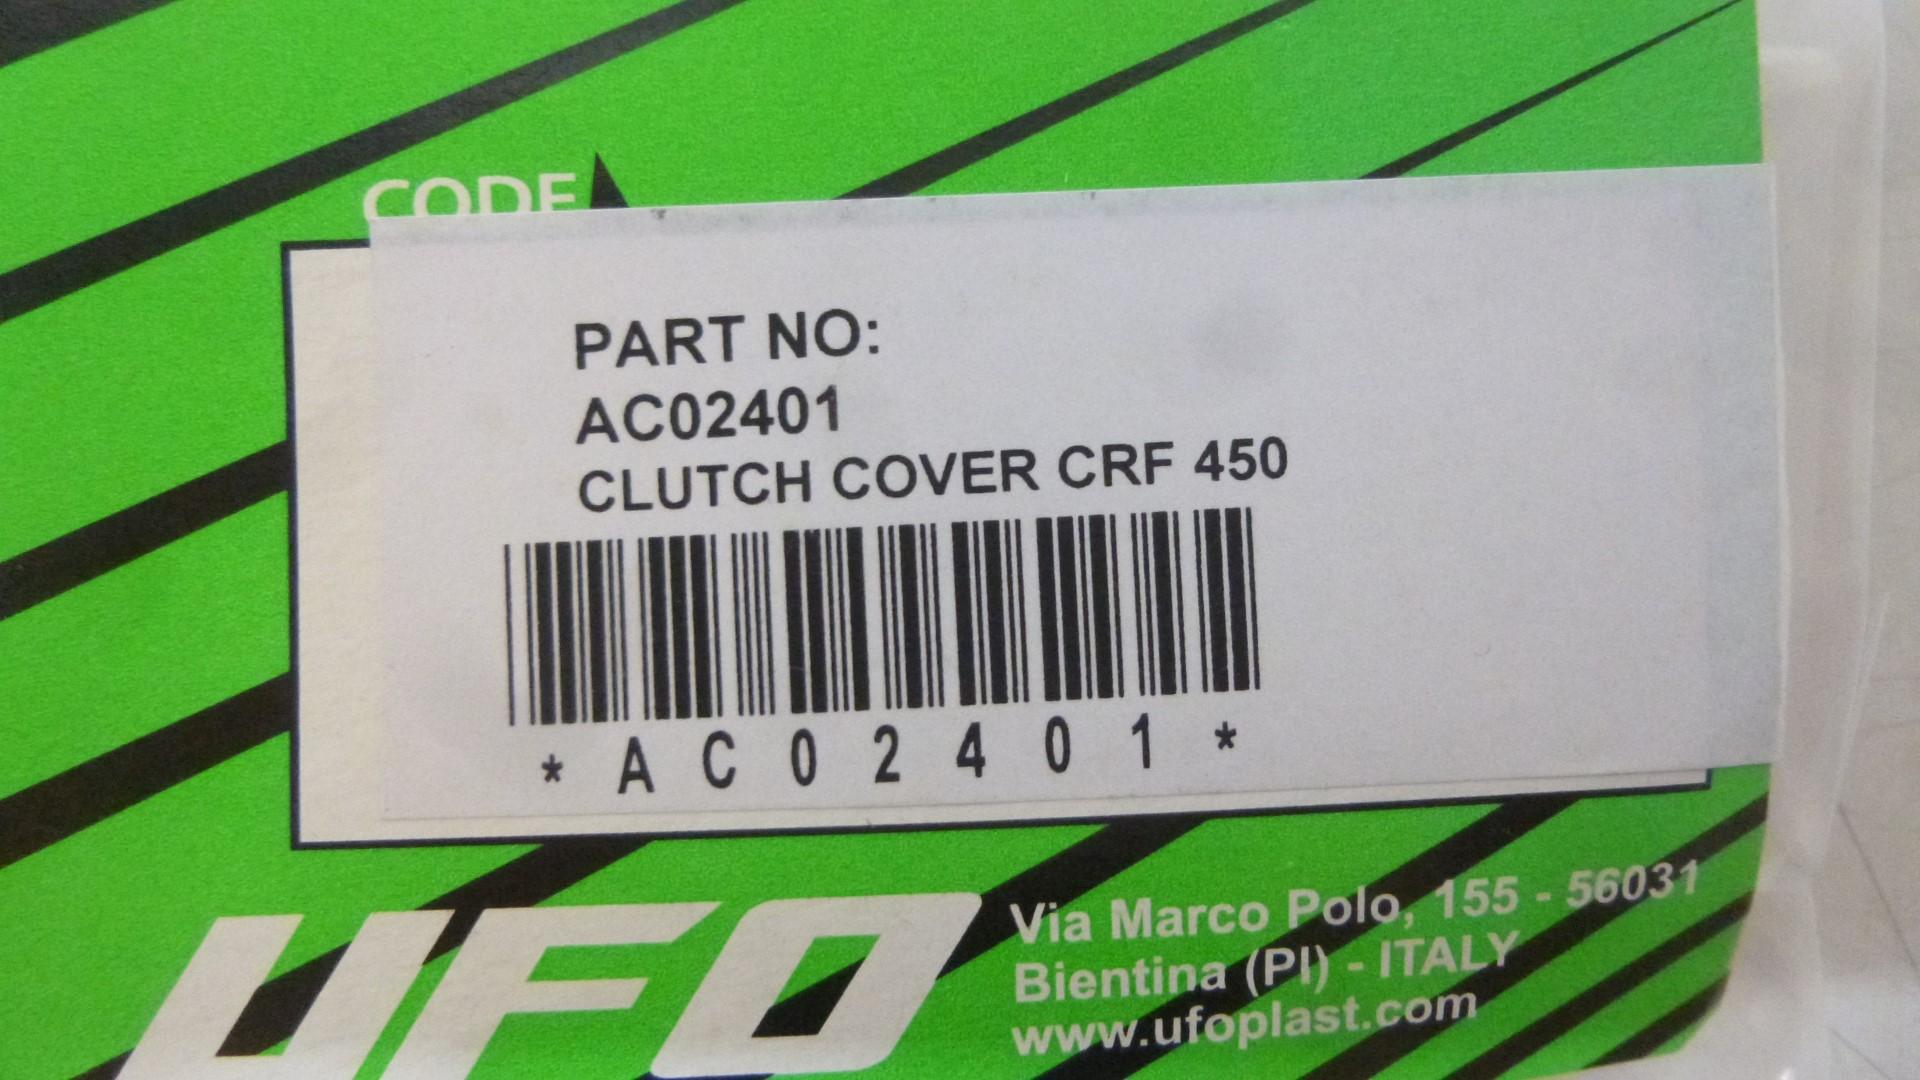 CODE
PART NO:
AC02401
CLUTCH COVER CRF 450
*AC02401*
UFO
Via Marco Polo, 155 - 56031
Bientina (PI) - ITALY
www.ufoplast.com